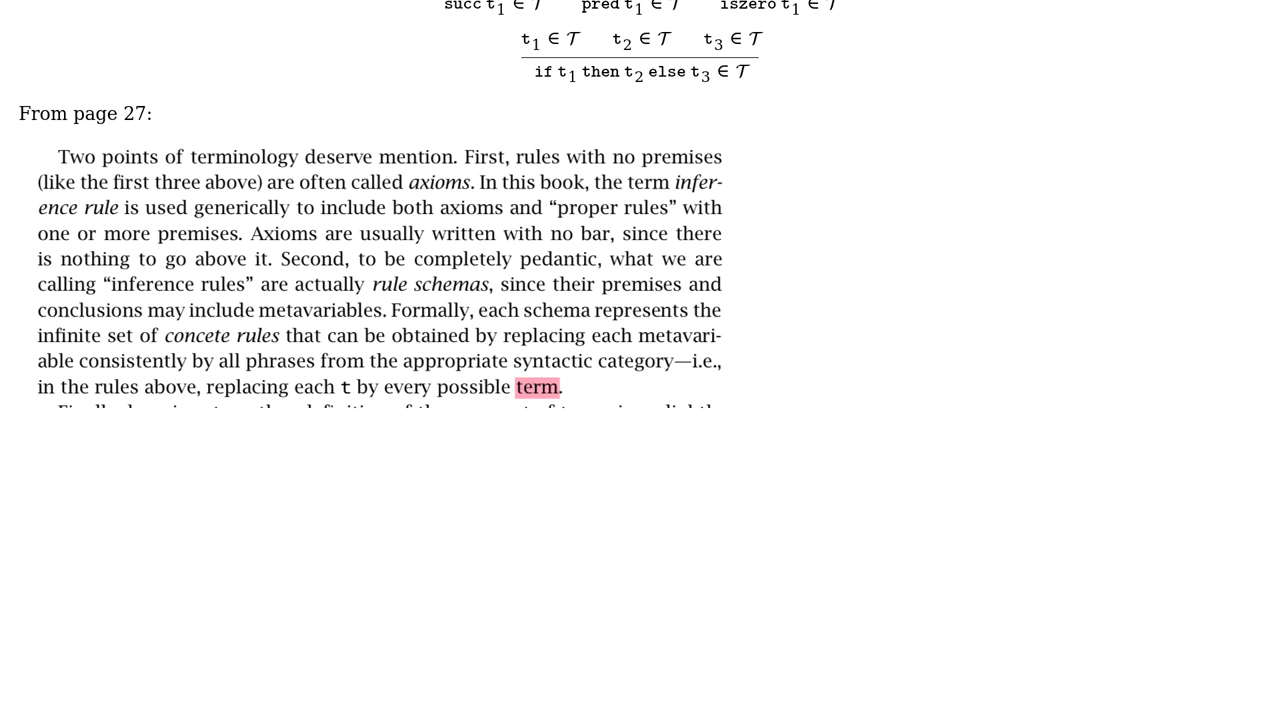 succ t₁ ∈ 𝒯 pred t₁ ∈ 𝒯 iszero t₁ ∈ 𝒯
t₁ ∈ 𝒯 t₂ ∈ 𝒯 t₃ ∈ 𝒯
if t₁ then t₂ else t₃ ∈ 𝒯
From page 27:
Two points of terminology deserve mention. First, rules with no premises
(like the first three above) are often called axioms. In this book, the term infer-
ence rule is used generically to include both axioms and “proper rules” with
one or more premises. Axioms are usually written with no bar, since there
is nothing to go above it. Second, to be completely pedantic, what we are
calling “inference rules” are actually rule schemas, since their premises and
conclusions may include metavariables. Formally, each schema represents the
infinite set of concete rules that can be obtained by replacing each metavari-
able consistently by all phrases from the appropriate syntactic category—i.e.,
in the rules above, replacing each t by every possible term.